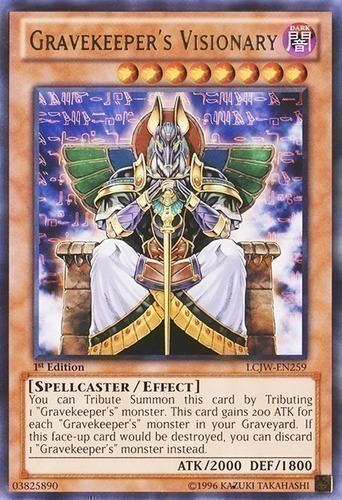 GRAVEKEEPER'S VISIONARY
DARK
闇
1st Edition
LCJW-EN259
[SPELLCASTER / EFFECT]
You can Tribute Summon this card by Tributing
1 "Gravekeeper's" monster. This card gains 200 ATK for
each "Gravekeeper's" monster in your Graveyard. If
this face-up card would be destroyed, you can discard
1 "Gravekeeper's" monster instead.
ATK/2000 DEF/1800
03825890
©1996 KAZUKI TAKAHASHI